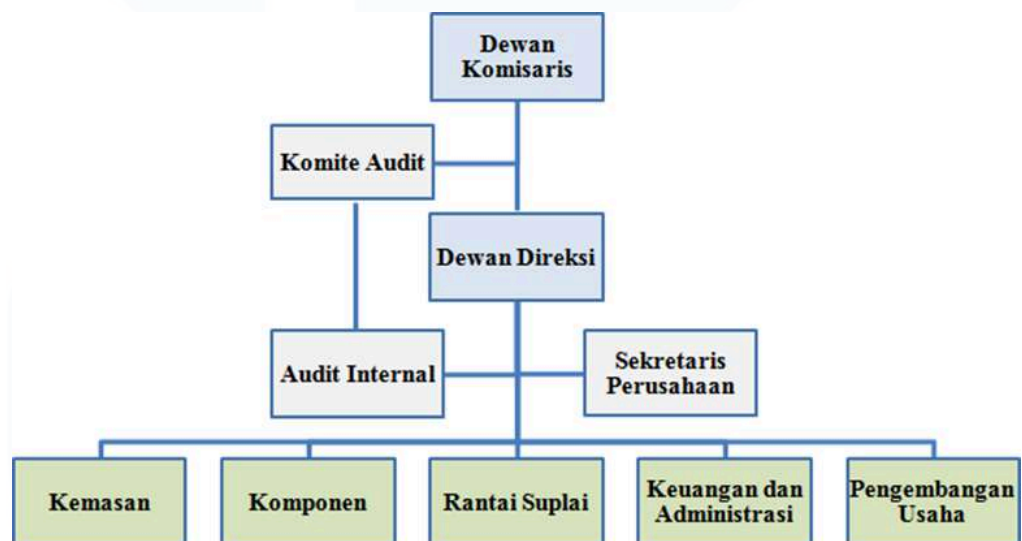 Dewan
Komisaris
Komite Audit
Dewan Direksi
Audit Internal
Sekretaris
Perusahaan
Kemasan
Komponen
Rantai Suplai
Keuangan dan
Administrasi
Pengembangan
Usaha